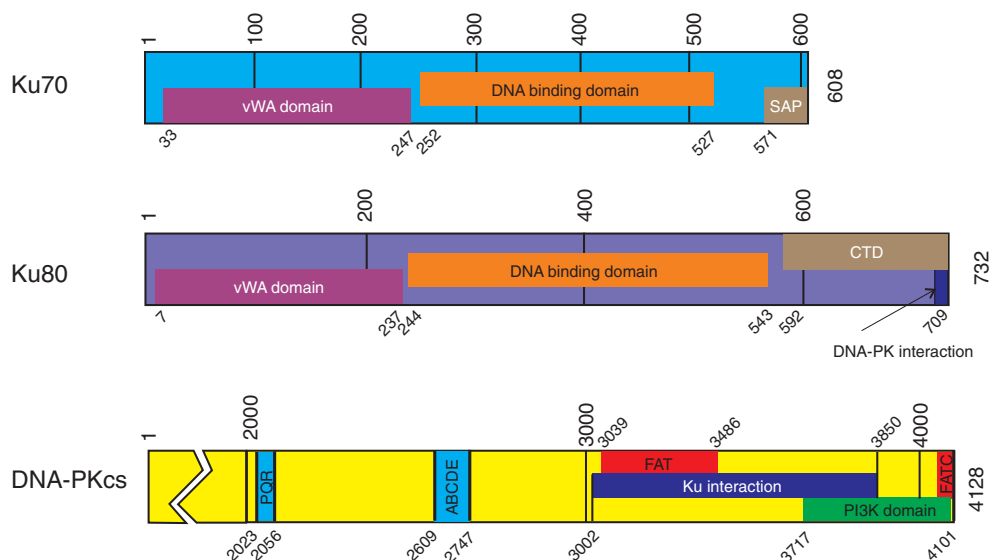 1 100 200 300 400 500 600
Ku70
608
vWA domain
DNA binding domain
SAP
33 247 252 527 571
1 200 400 600
Ku80
732
vWA domain
DNA binding domain
CTD
7 237 244 543 592 709
DNA-PK interaction
1 2000 3000 3039 3486 3850 4000
DNA-PKcs
4128
PQR
ABCDE
FAT
FATC
Ku interaction
PI3K domain
2023 2056 2609 2747 3002 3717 4101